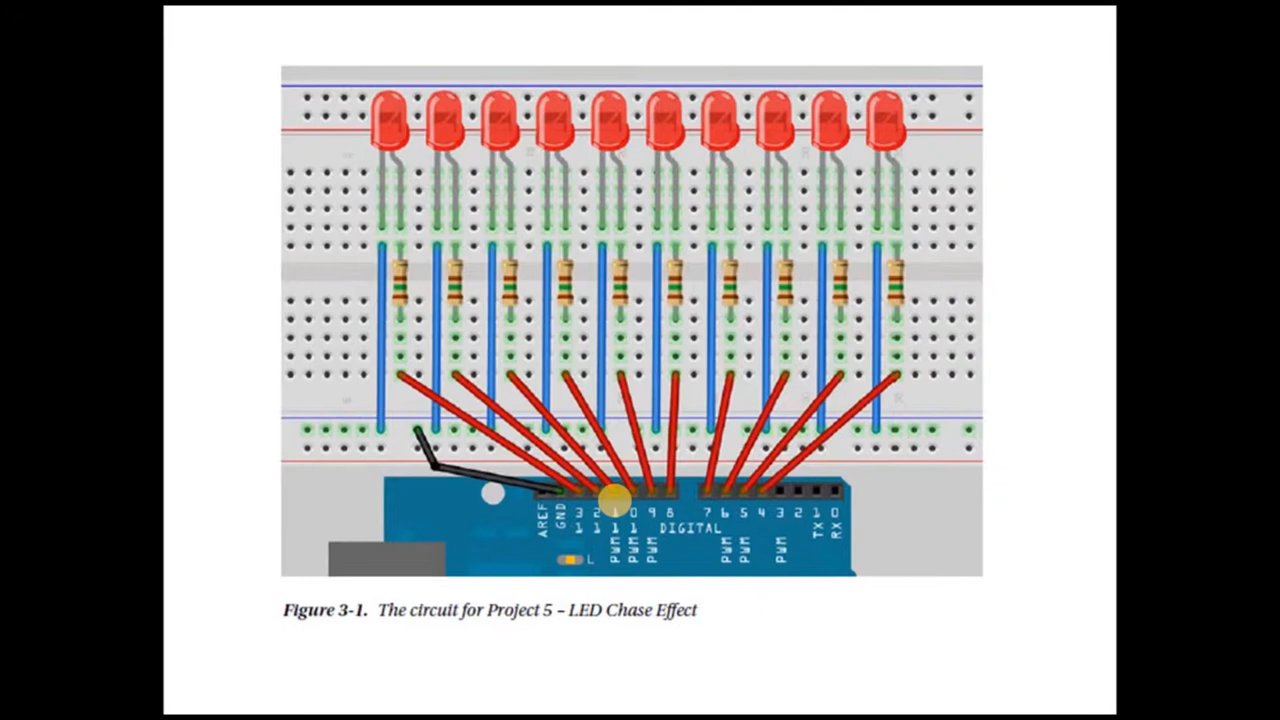 AREF
GND
13
12
11
10
9
8
7
6
5
4
3
2
TX 1
RX 0
DIGITAL
PWM
PWM
PWM
PWM
PWM
PWM
L
Figure 3-1. The circuit for Project 5 – LED Chase Effect